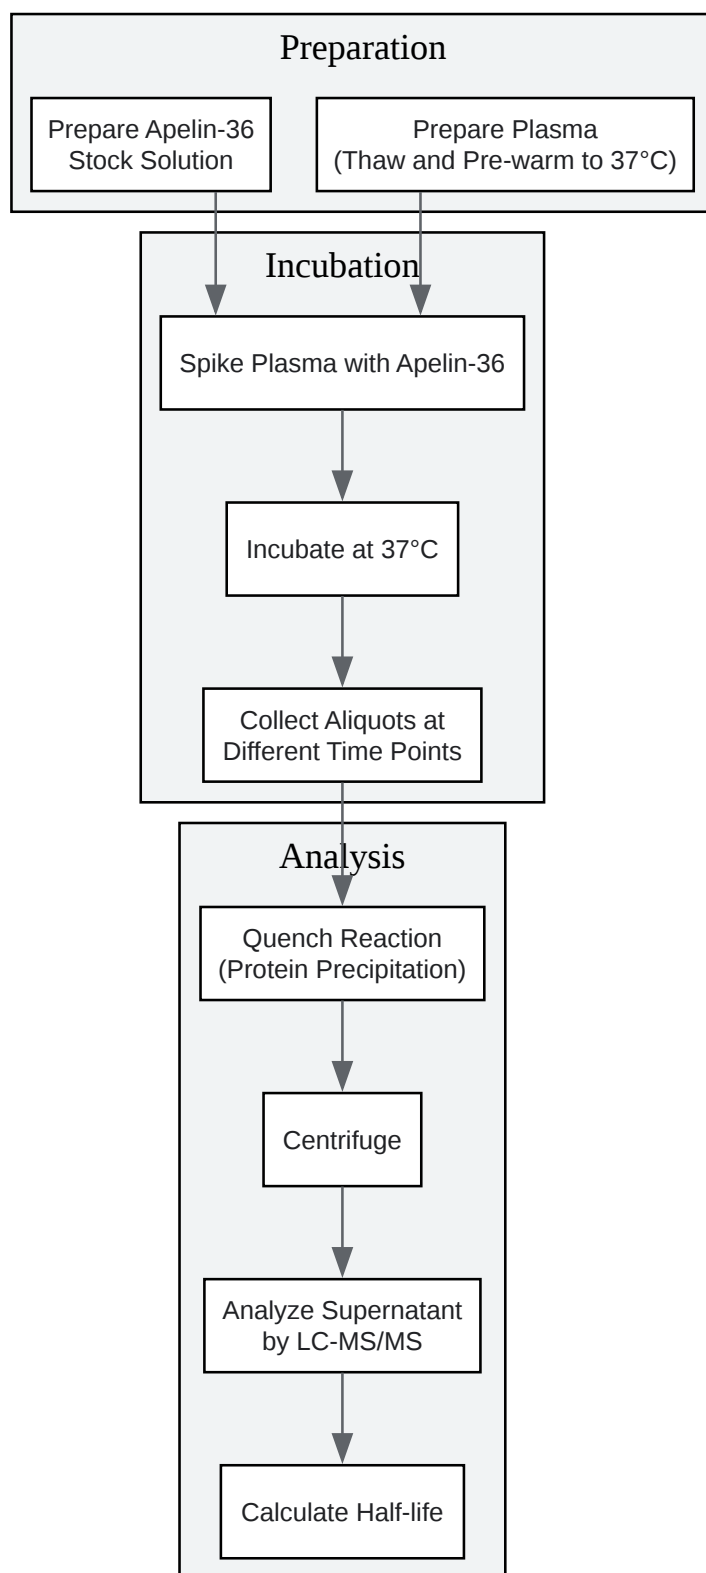 Preparation
Prepare Apelin-36
Stock Solution
Prepare Plasma
(Thaw and Pre-warm to 37°C)
Incubation
Spike Plasma with Apelin-36
Incubate at 37°C
Collect Aliquots at
Different Time Points
Analysis
Quench Reaction
(Protein Precipitation)
Centrifuge
Analyze Supernatant
by LC-MS/MS
Calculate Half-life